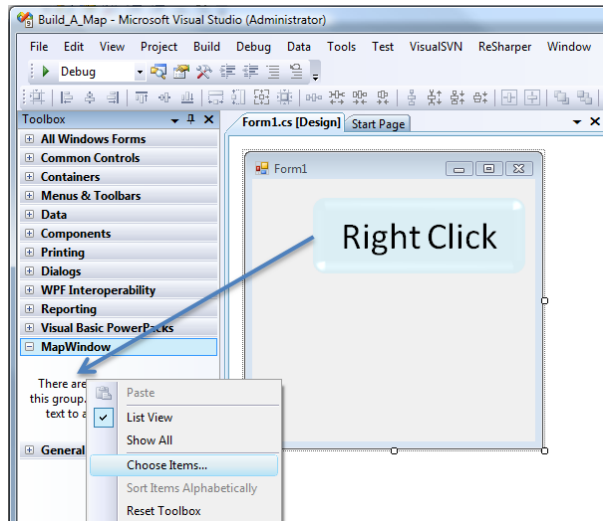 Build_A_Map - Microsoft Visual Studio (Administrator)
File Edit View Project Build Debug Data Tools Test VisualSVN ReSharper Window
Debug
Toolbox
Form1.cs [Design] Start Page
All Windows Forms
Common Controls
Containers
Menus & Toolbars
Data
Components
Printing
Dialogs
WPF Interoperability
Reporting
Visual Basic PowerPacks
MapWindow
There are
this group.
text to a
General
Form1
Right Click
Paste
List View
Show All
Choose Items...
Sort Items Alphabetically
Reset Toolbox